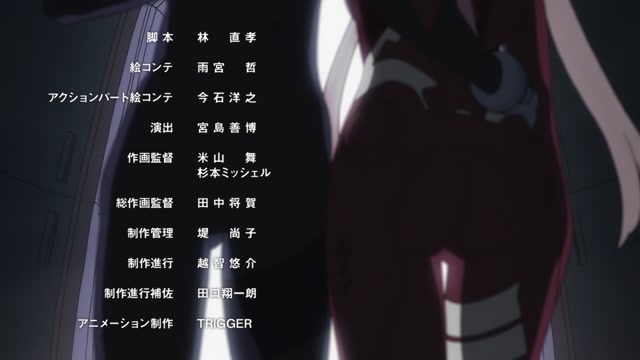 脚本 林 直孝
絵コンテ 雨宮 哲
アクションパート絵コンテ 今石洋之
演出 宮島善博
作画監督 米山 舞
杉本ミッシェル
総作画監督 田中将賀
制作管理 堤 尚子
制作進行 越智悠介
制作進行補佐 田口翔一朗
アニメーション制作 TRIGGER